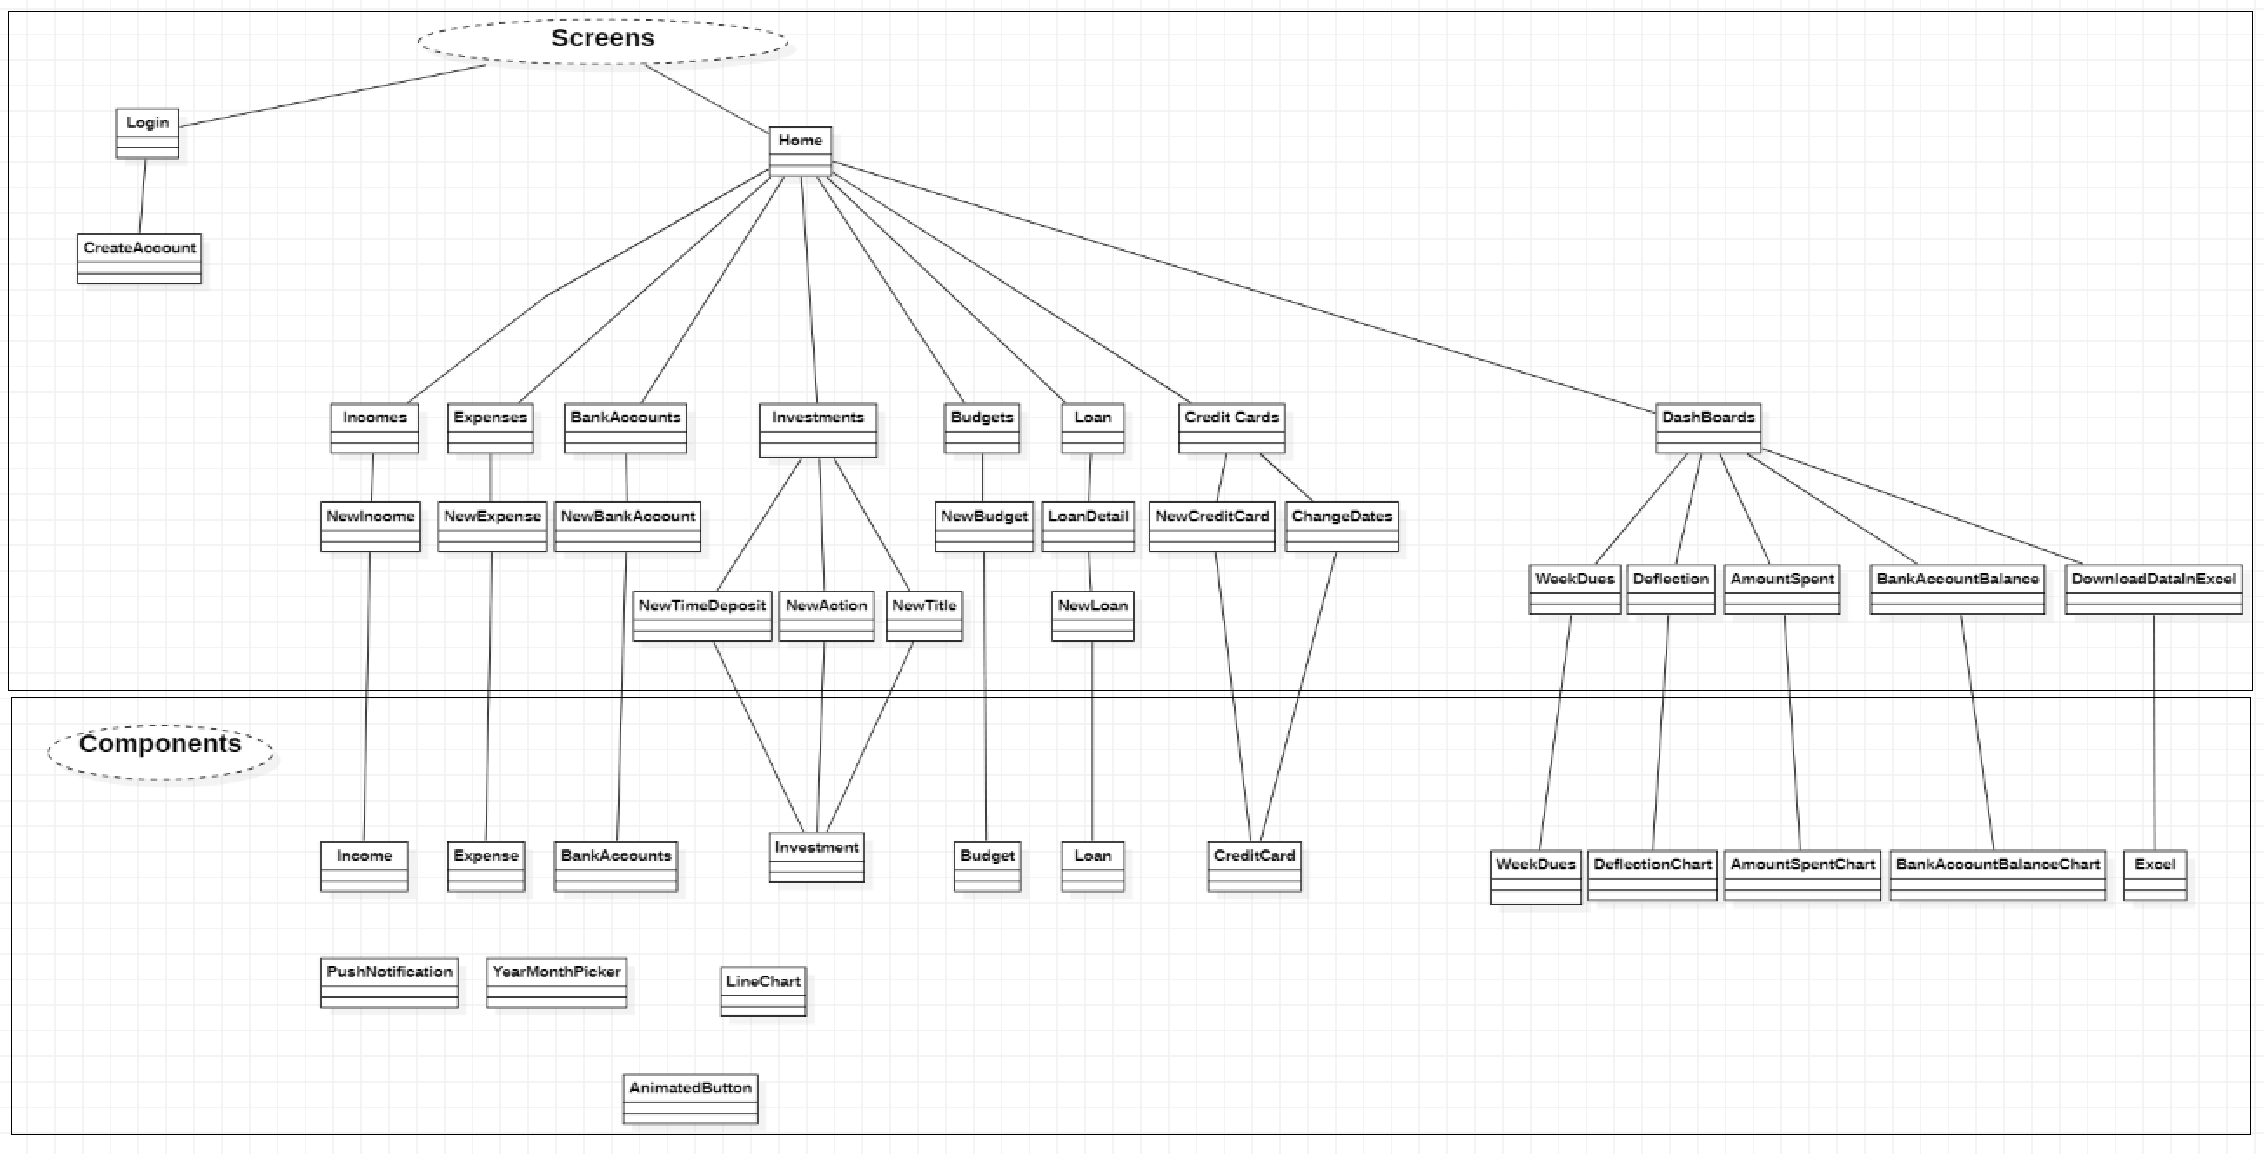 Screens
Login
Home
CreateAccount
Incomes
Expenses
BankAccounts
Investments
Budgets
Loan
Credit Cards
DashBoards
NewIncome
NewExpense
NewBankAccount
NewBudget
LoanDetail
NewCreditCard
ChangeDates
WeekDues
Deflection
AmountSpent
BankAccountBalance
DownloadDataInExcel
NewTimeDeposit
NewAction
NewTitle
NewLoan
Components
Income
Expense
BankAccounts
Investment
Budget
Loan
CreditCard
WeekDues
DeflectionChart
AmountSpentChart
BankAccountBalanceChart
Excel
PushNotification
YearMonthPicker
LineChart
AnimatedButton